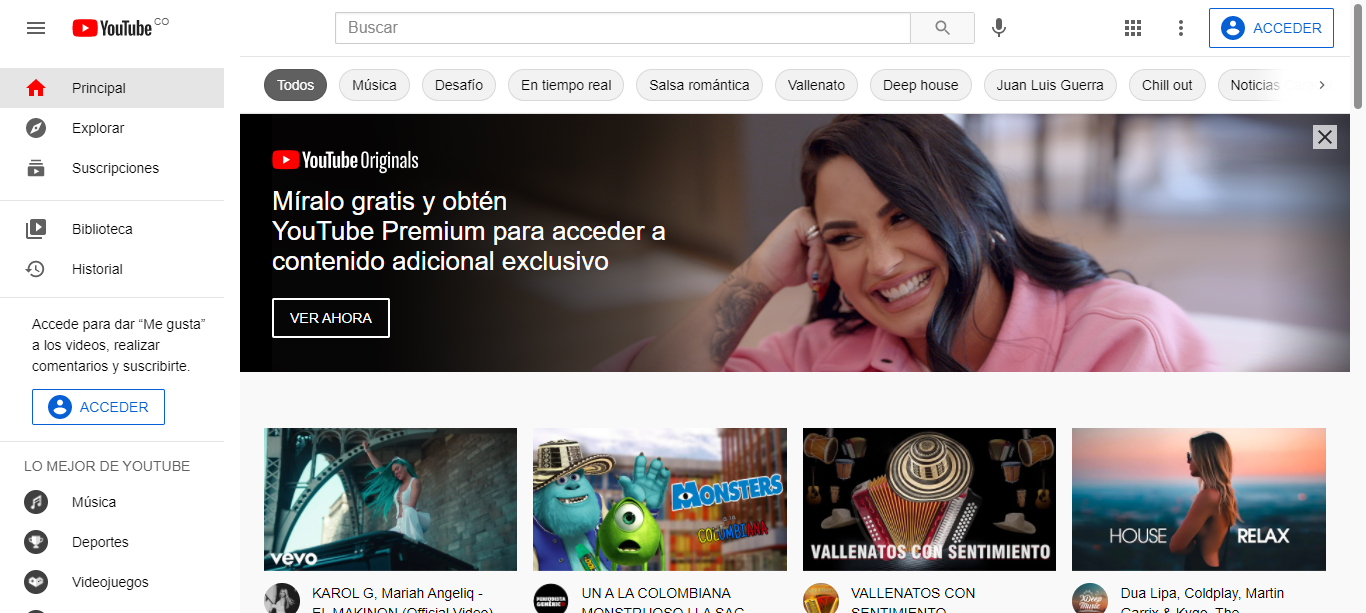 YouTube CO
Buscar
ACCEDER
Principal
Explorar
Suscripciones
Biblioteca
Historial
Accede para dar “Me gusta”
a los videos, realizar
comentarios y suscribirte.
ACCEDER
LO MEJOR DE YOUTUBE
Música
Deportes
Videojuegos
Todos
Música
Desafío
En tiempo real
Salsa romántica
Vallenato
Deep house
Juan Luis Guerra
Chill out
Noticias
YouTube Originals
Míralo gratis y obtén
YouTube Premium para acceder a
contenido adicional exclusivo
VER AHORA
vevo
KAROL G, Mariah Angeliq -
EL MAKINON (Official Video)
MONSTERS
a la
COLOMBIANA
PERIODISTA
GENÉRICO
UN A LA COLOMBIANA
MONSTRUOSO | LA SAG
VALLENATOS CON SENTIMIENTO
VALLENATOS CON
SENTIMIENTO
HOUSE RELAX
Deep
Music
Dua Lipa, Coldplay, Martin
Garrix & Kygo, The